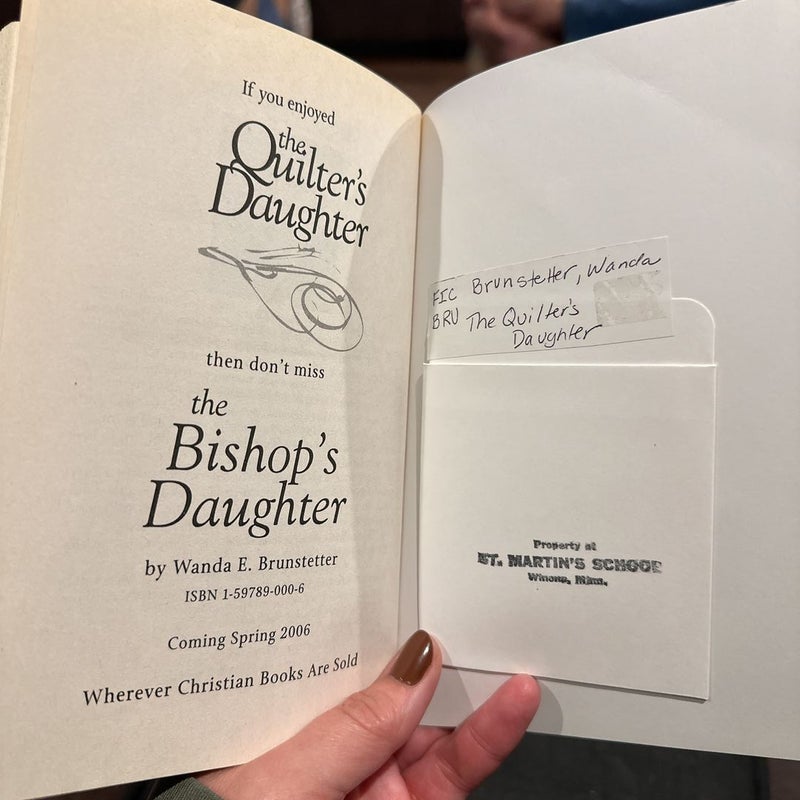 If you enjoyed
the
Quilter's
Daughter
then don't miss
the
Bishop's
Daughter
by Wanda E. Brunstetter
ISBN 1-59789-000-6
Coming Spring 2006
Wherever Christian Books Are Sold
FIC Brunstetter, Wanda
BRU The Quilter's
Daughter
Property of
ST. MARTIN'S SCHOOL
Winona, Minn.